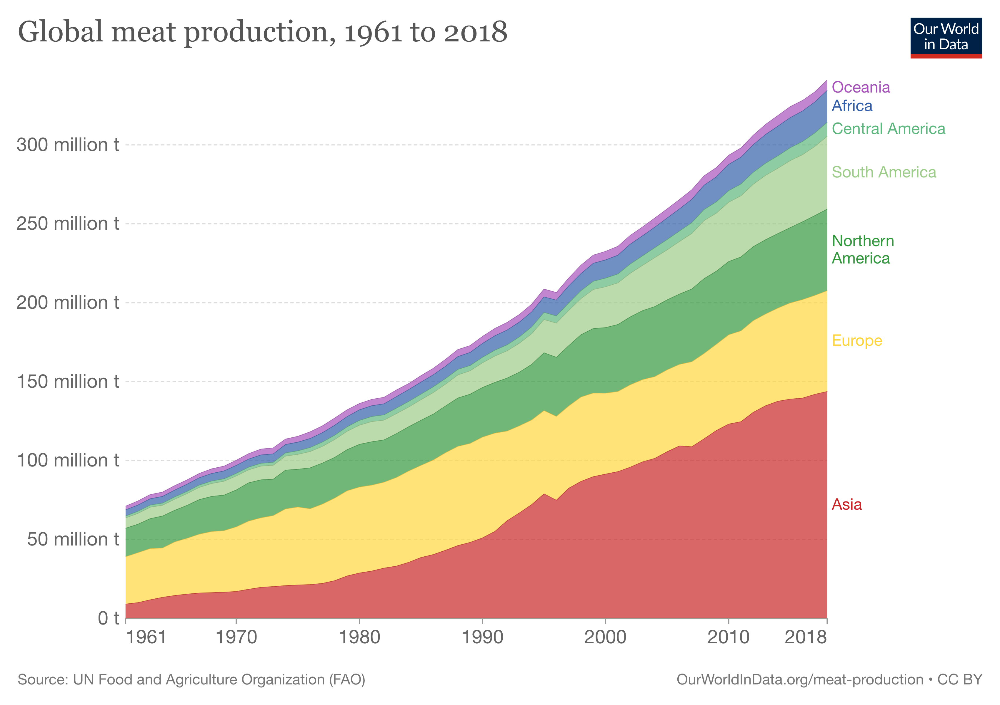 Global meat production, 1961 to 2018
Our World
in Data
Oceania
Africa
Central America
300 million t
South America
250 million t
Northern
America
200 million t
Europe
150 million t
100 million t
Asia
50 million t
0 t
1961 1970 1980 1990 2000 2010 2018
Source: UN Food and Agriculture Organization (FAO)
OurWorldInData.org/meat-production • CC BY